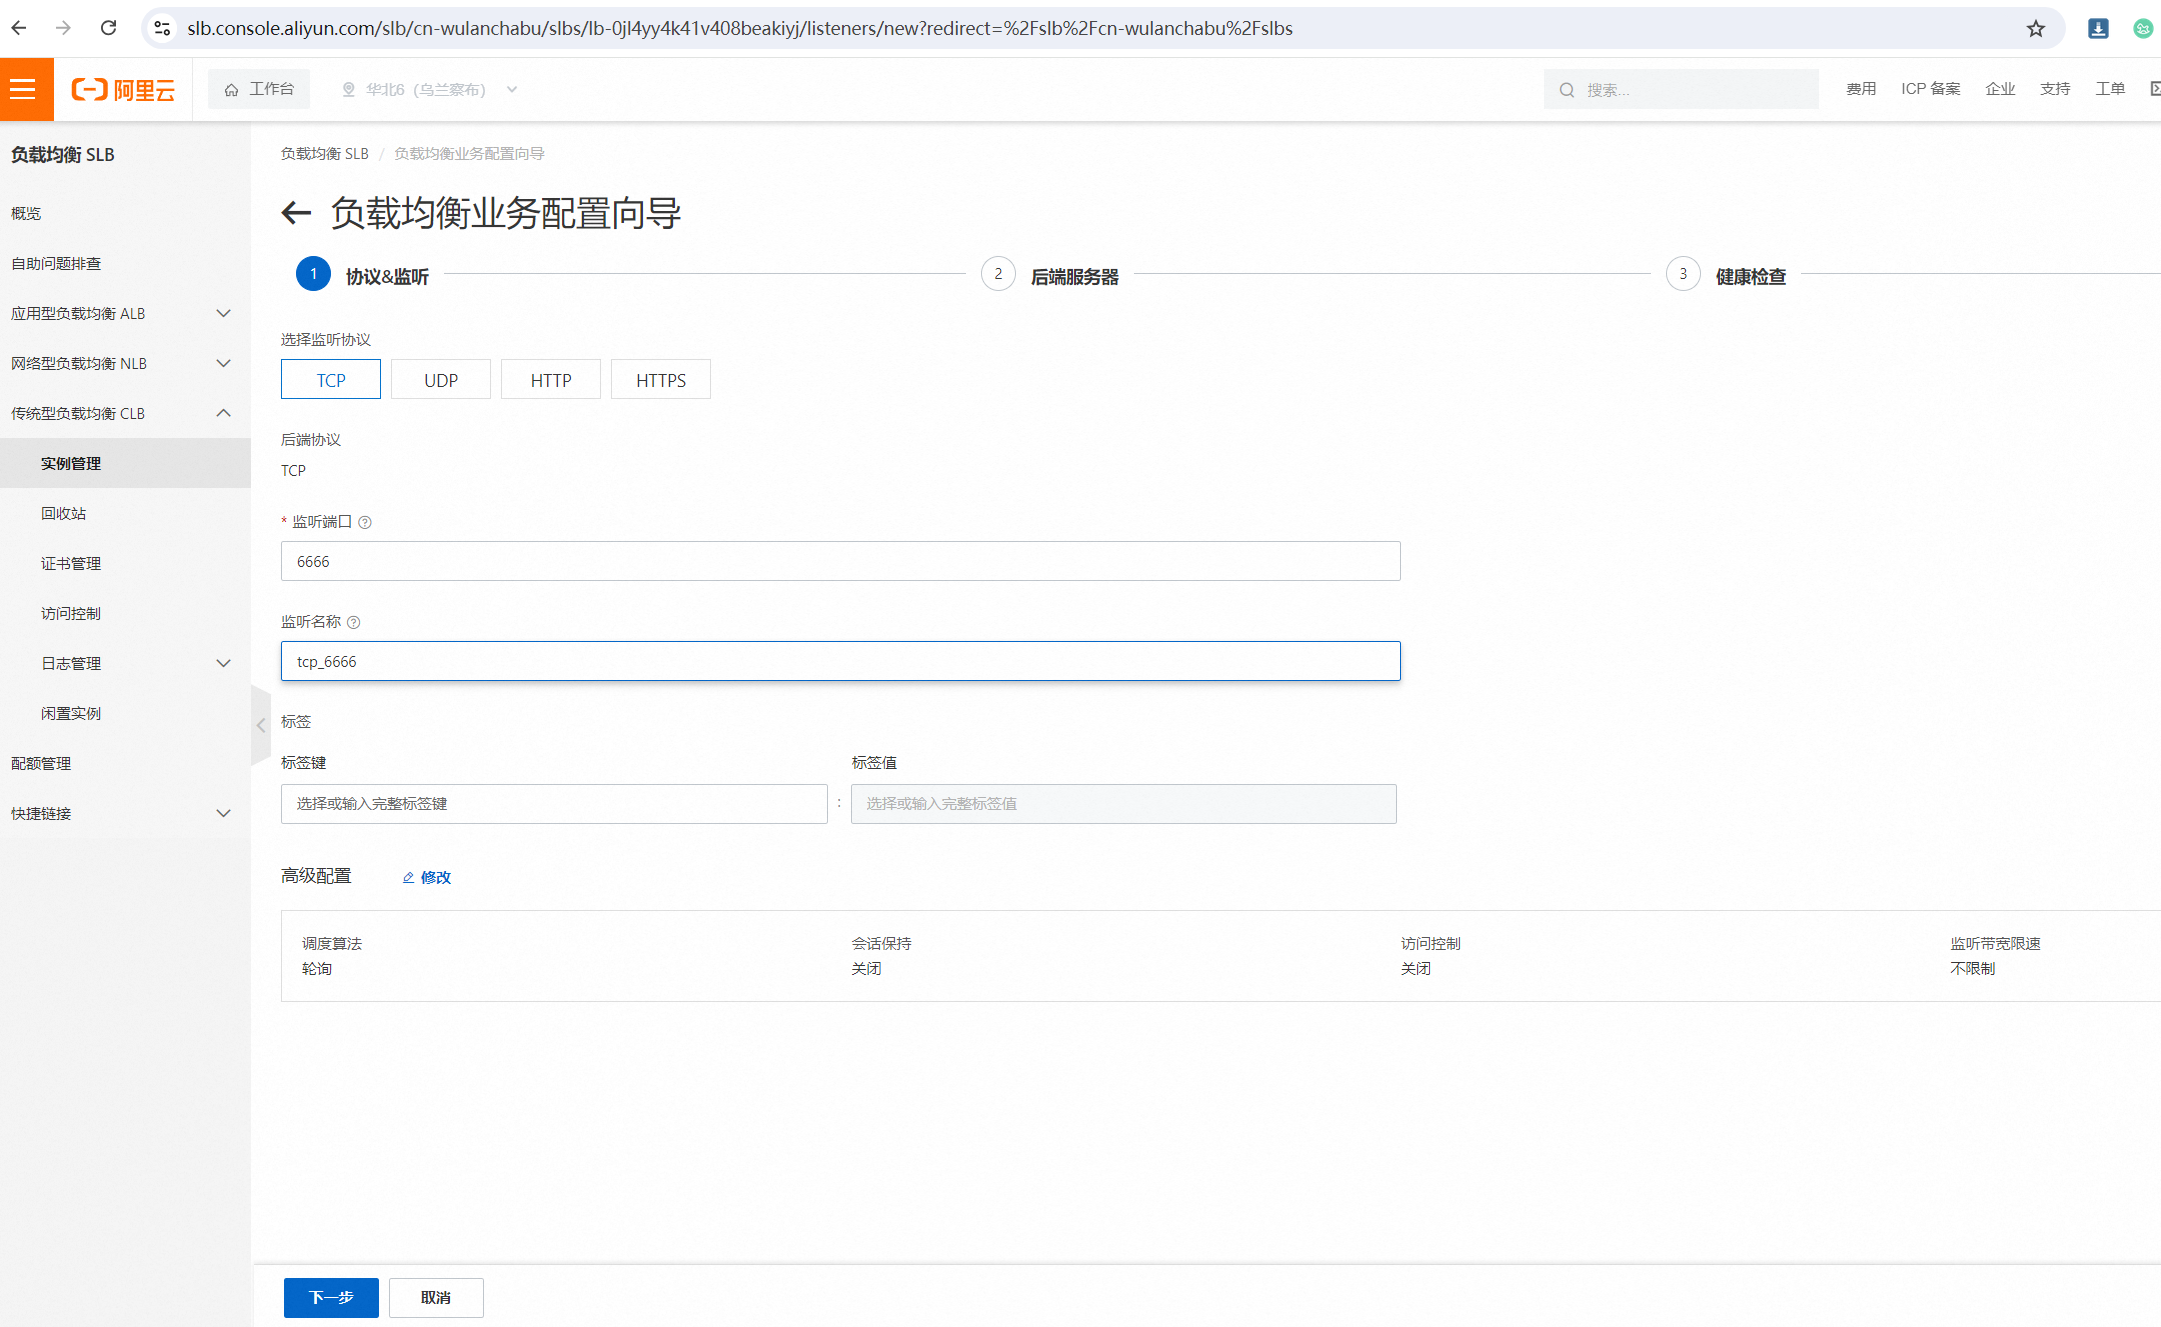 slb.console.aliyun.com/slb/cn-wulanchabu/slbs/lb-0jl4yy4k41v408beakiyj/listeners/new?redirect=%2Fslb%2Fcn-wulanchabu%2Fslbs
阿里云 工作台 华北6（乌兰察布） 搜索... 费用 ICP 备案 企业 支持 工单
负载均衡 SLB
概览
自助问题排查
应用型负载均衡 ALB
网络型负载均衡 NLB
传统型负载均衡 CLB
实例管理
回收站
证书管理
访问控制
日志管理
闲置实例
配额管理
快捷链接
负载均衡 SLB / 负载均衡业务配置向导
负载均衡业务配置向导
1 协议&监听 2 后端服务器 3 健康检查
选择监听协议
TCP UDP HTTP HTTPS
后端协议
TCP
* 监听端口
6666
监听名称
tcp_6666
标签
标签键 标签值
选择或输入完整标签键 : 选择或输入完整标签值
高级配置 修改
调度算法 会话保持 访问控制 监听带宽限速
轮询 关闭 关闭 不限制
下一步 取消